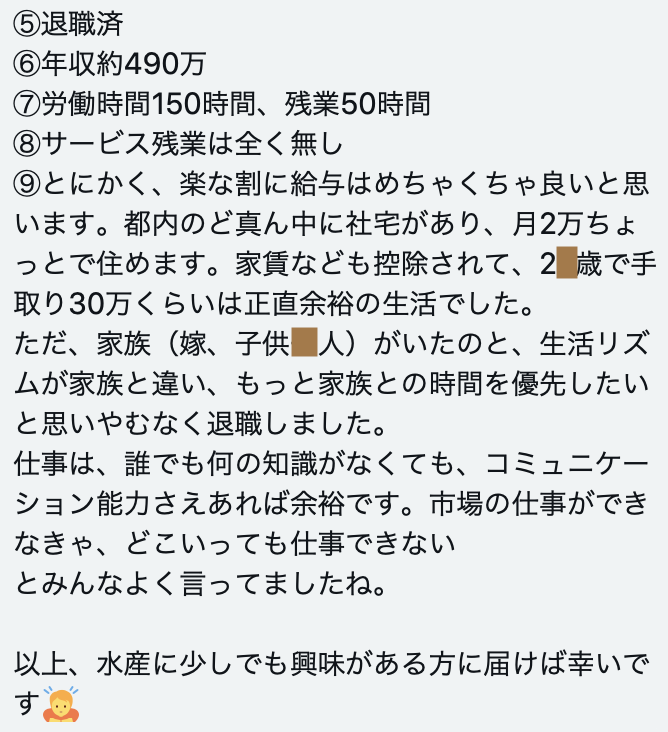 ⑤退職済
⑥年収約490万
⑦労働時間150時間、残業50時間
⑧サービス残業は全く無し
⑨とにかく、楽な割に給与はめちゃくちゃ良いと思
います。都内のど真ん中に社宅があり、月2万ちょ
っとで住めます。家賃なども控除されて、2歳で手
取り30万くらいは正直余裕の生活でした。
ただ、家族（嫁、子供人）がいたのと、生活リズ
ムが家族と違い、もっと家族との時間を優先したい
と思いやむなく退職しました。
仕事は、誰でも何の知識がなくても、コミュニケー
ション能力さえあれば余裕です。市場の仕事ができ
なきゃ、どこいっても仕事できない
とみんなよく言ってましたね。
以上、水産に少しでも興味がある方に届けば幸いで
す🙇